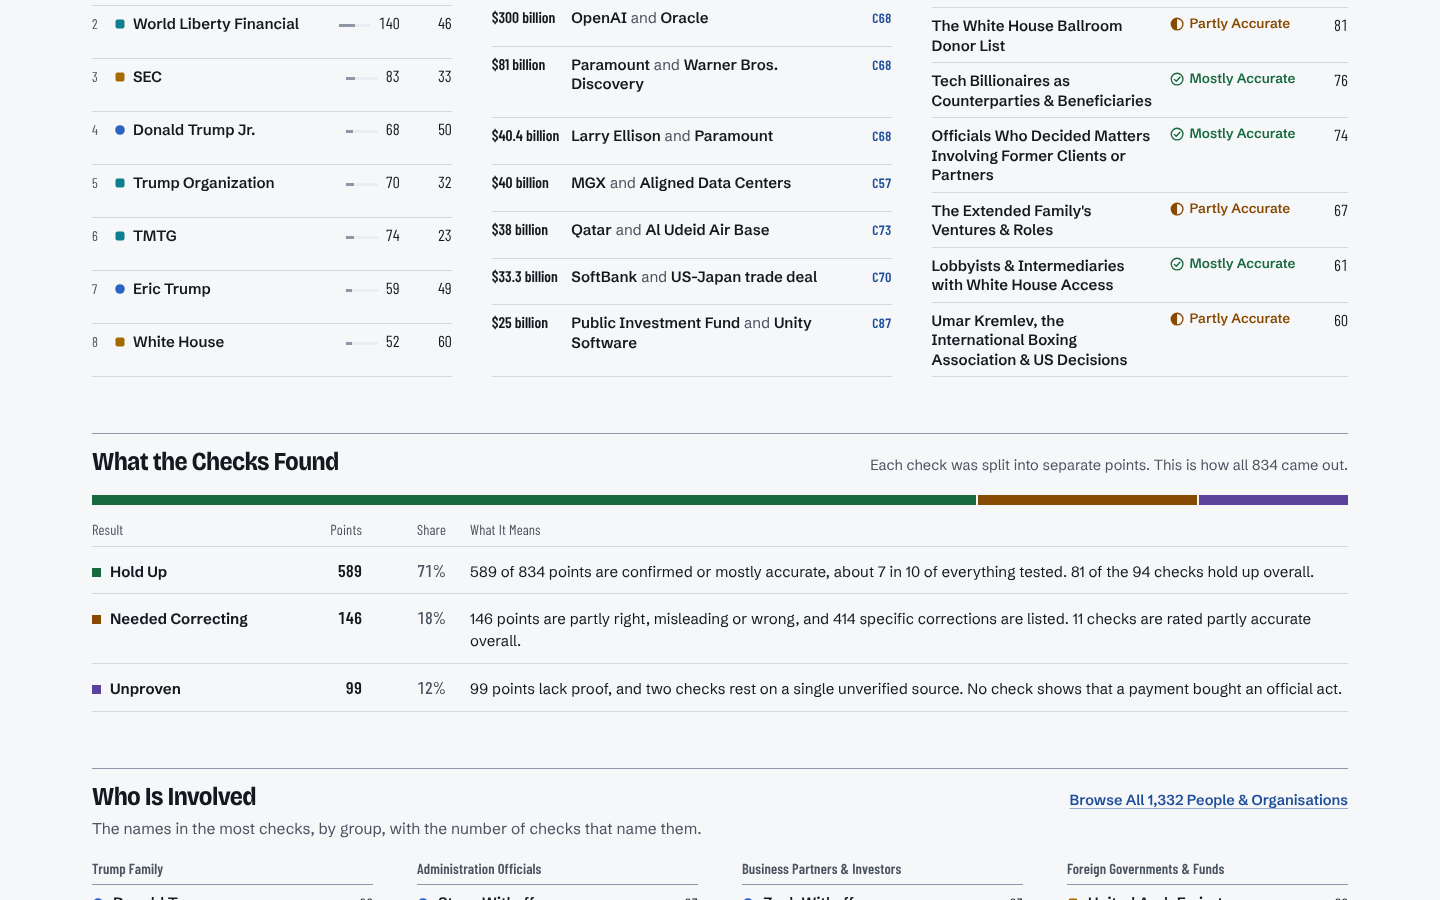 2 World Liberty Financial 140 46
3 SEC 83 33
4 Donald Trump Jr. 68 50
5 Trump Organization 70 32
6 TMTG 74 23
7 Eric Trump 59 49
8 White House 52 60
$300 billion OpenAI and Oracle C68
$81 billion Paramount and Warner Bros. C68
Discovery
$40.4 billion Larry Ellison and Paramount C68
$40 billion MGX and Aligned Data Centers C57
$38 billion Qatar and Al Udeid Air Base C73
$33.3 billion SoftBank and US-Japan trade deal C70
$25 billion Public Investment Fund and Unity C87
Software
The White House Ballroom Partly Accurate 81
Donor List
Tech Billionaires as Mostly Accurate 76
Counterparties & Beneficiaries
Officials Who Decided Matters Mostly Accurate 74
Involving Former Clients or
Partners
The Extended Family's Partly Accurate 67
Ventures & Roles
Lobbyists & Intermediaries Mostly Accurate 61
with White House Access
Umar Kremlev, the Partly Accurate 60
International Boxing
Association & US Decisions
What the Checks Found
Each check was split into separate points. This is how all 834 came out.
Result Points Share What It Means
Hold Up 589 71% 589 of 834 points are confirmed or mostly accurate, about 7 in 10 of everything tested. 81 of the 94 checks hold up overall.
Needed Correcting 146 18% 146 points are partly right, misleading or wrong, and 414 specific corrections are listed. 11 checks are rated partly accurate
overall.
Unproven 99 12% 99 points lack proof, and two checks rest on a single unverified source. No check shows that a payment bought an official act.
Who Is Involved
Browse All 1,332 People & Organisations
The names in the most checks, by group, with the number of checks that name them.
Trump Family Administration Officials Business Partners & Investors Foreign Governments & Funds